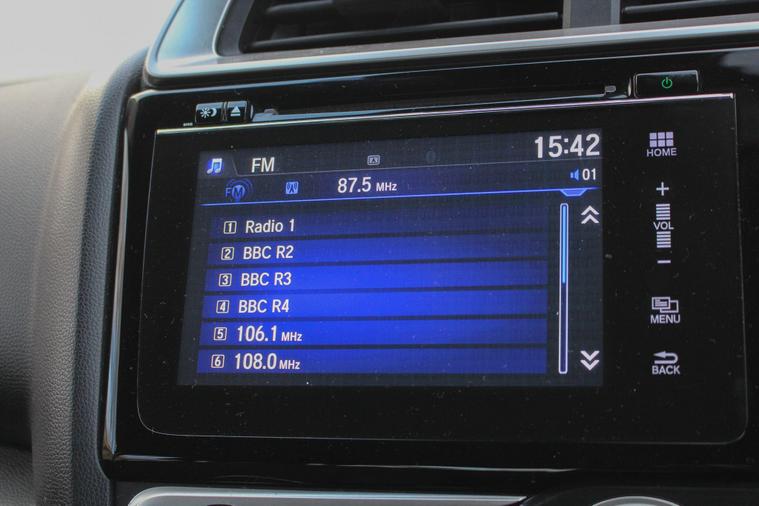 FM
15:42
FM
87.5 MHz
01
1 Radio 1
2 BBC R2
3 BBC R3
4 BBC R4
5 106.1 MHz
6 108.0 MHz
HOME
+
VOL
−
MENU
BACK